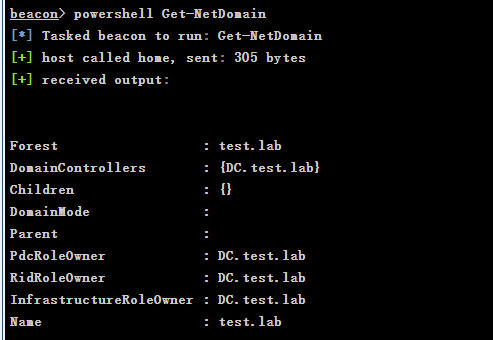 beacon> powershell Get-NetDomain
[*] Tasked beacon to run: Get-NetDomain
[+] host called home, sent: 305 bytes
[+] received output:
Forest : test.lab
DomainControllers : {DC.test.lab}
Children : {}
DomainMode :
Parent :
PdcRoleOwner : DC.test.lab
RidRoleOwner : DC.test.lab
InfrastructureRoleOwner : DC.test.lab
Name : test.lab